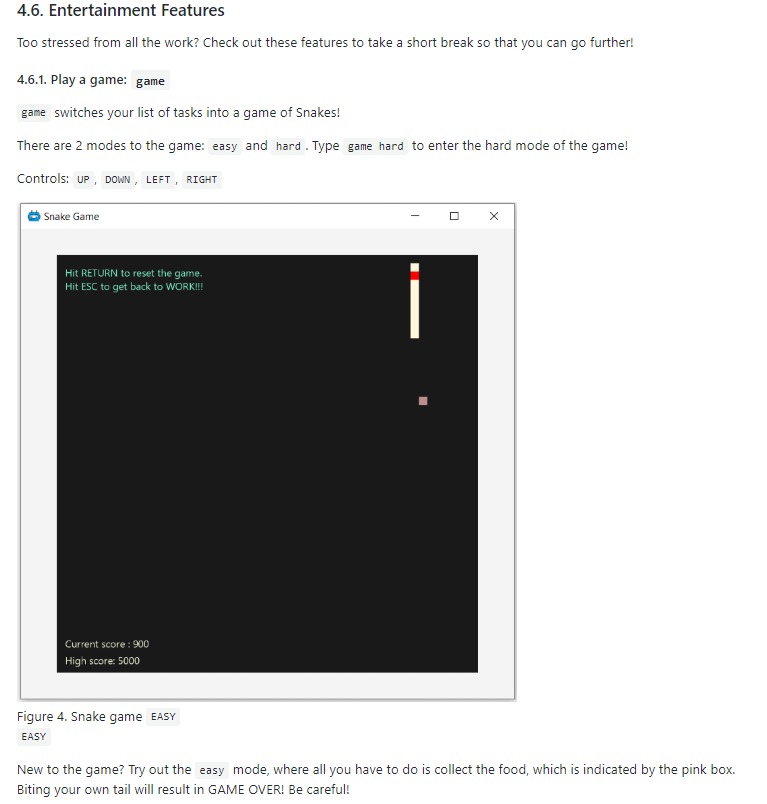 4.6. Entertainment Features
Too stressed from all the work? Check out these features to take a short break so that you can go further!
4.6.1. Play a game: game
game switches your list of tasks into a game of Snakes!
There are 2 modes to the game: easy and hard. Type game hard to enter the hard mode of the game!
Controls: UP, DOWN, LEFT, RIGHT
Snake Game
Hit RETURN to reset the game.
Hit ESC to get back to WORK!!!
Current score : 900
High score: 5000
Figure 4. Snake game EASY
EASY
New to the game? Try out the easy mode, where all you have to do is collect the food, which is indicated by the pink box.
Biting your own tail will result in GAME OVER! Be careful!